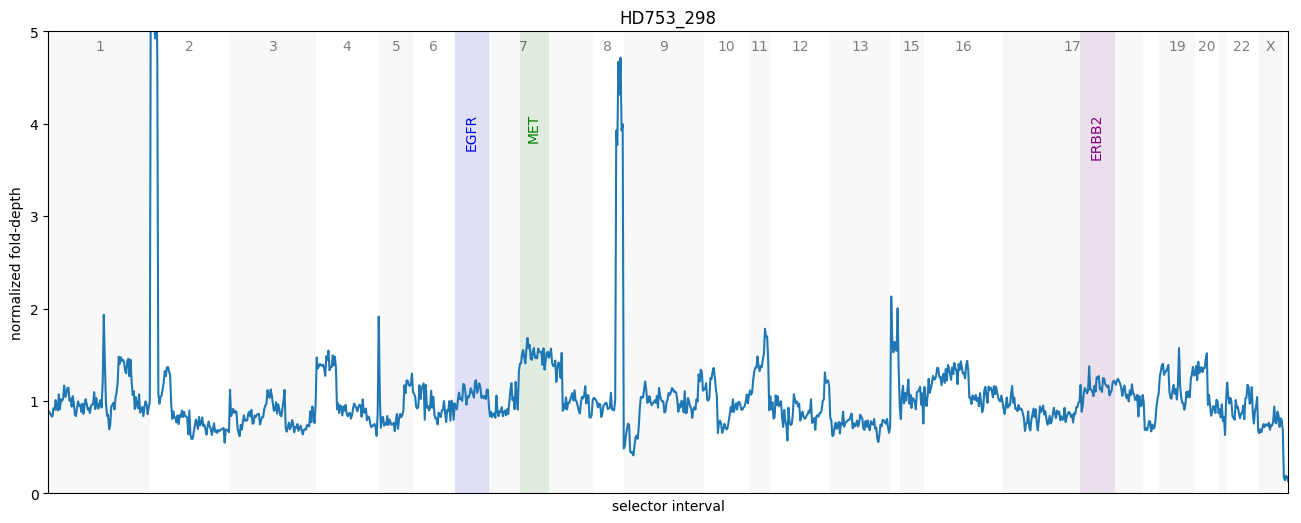 HD753_298
normalized fold-depth
5
4
3
2
1
0
1 2 3 4 5 6 7 8 9 10 11 12 13 15 16 17 19 20 22 X
EGFR
MET
ERBB2
selector interval